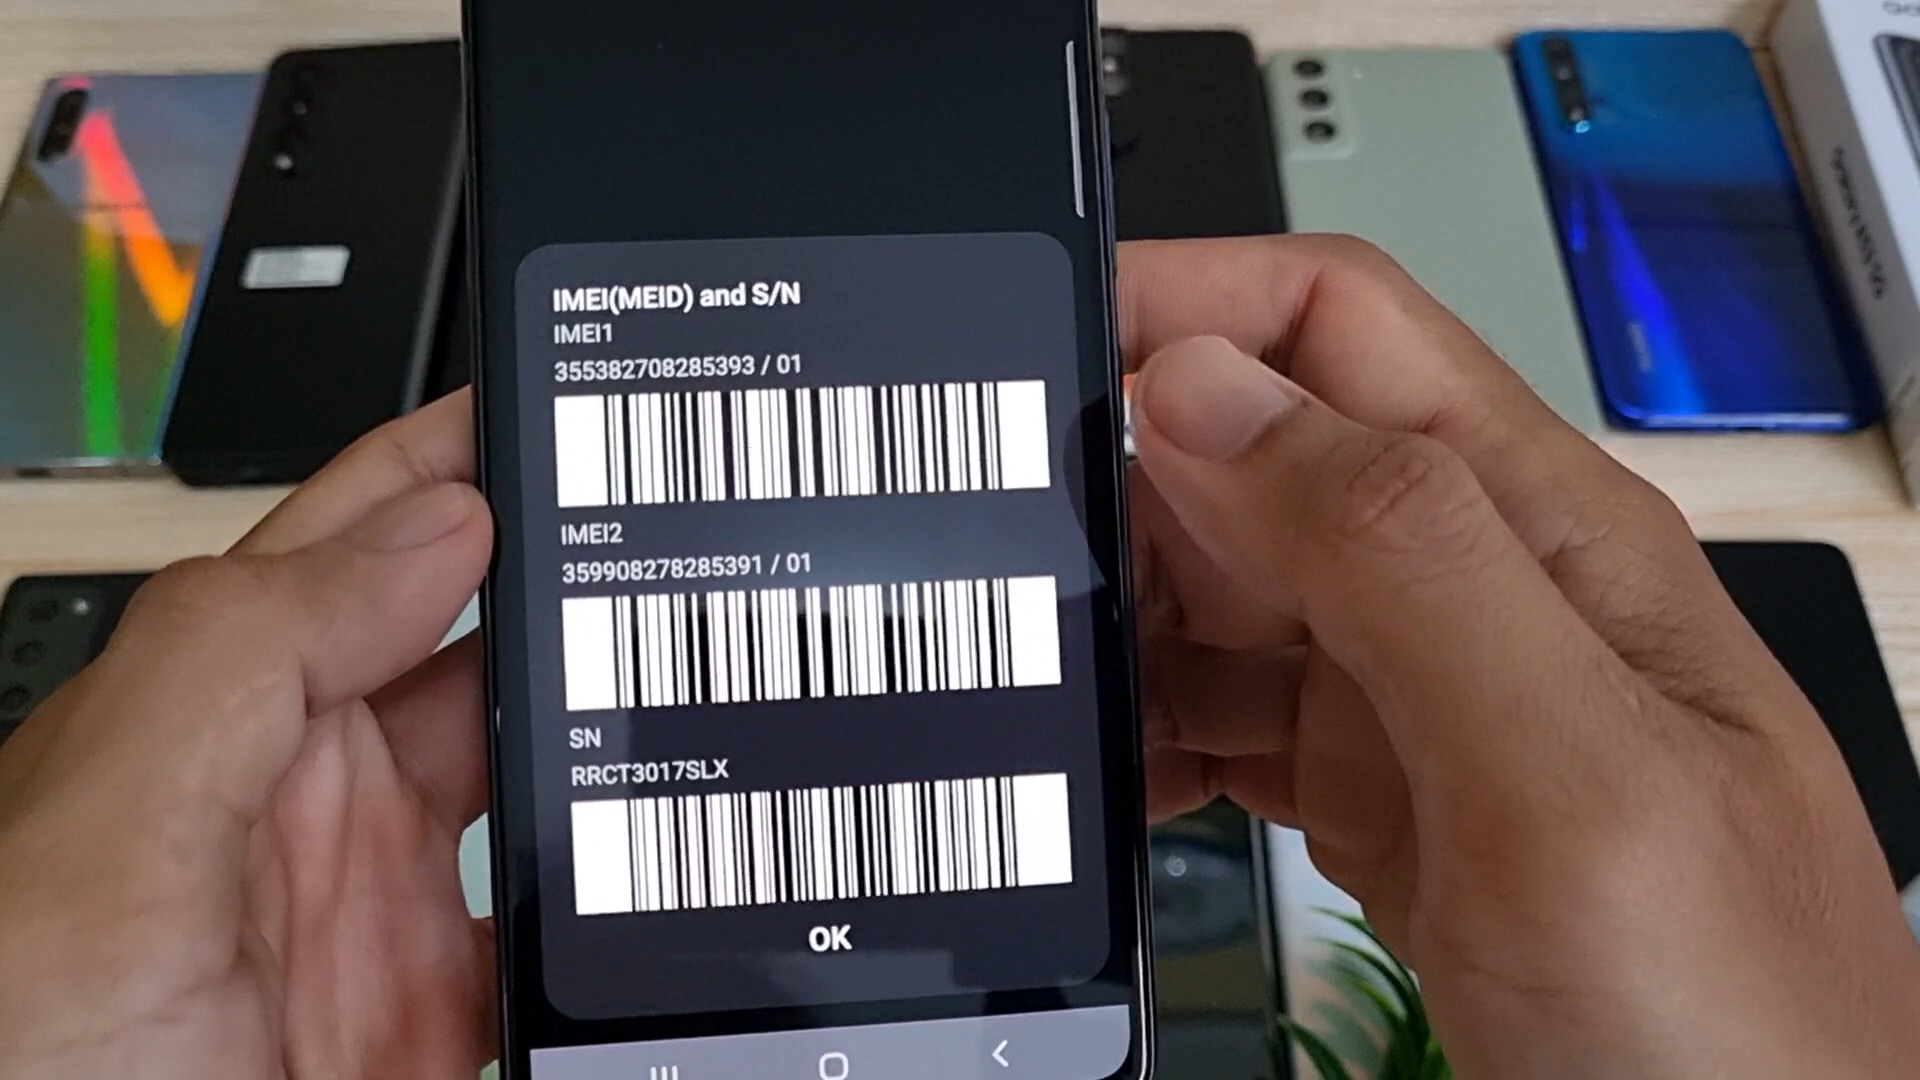 IMEI(MEID) and S/N
IMEI1
355382708285393 / 01
IMEI2
359908278285391 / 01
SN
RRCT3017SLX
OK